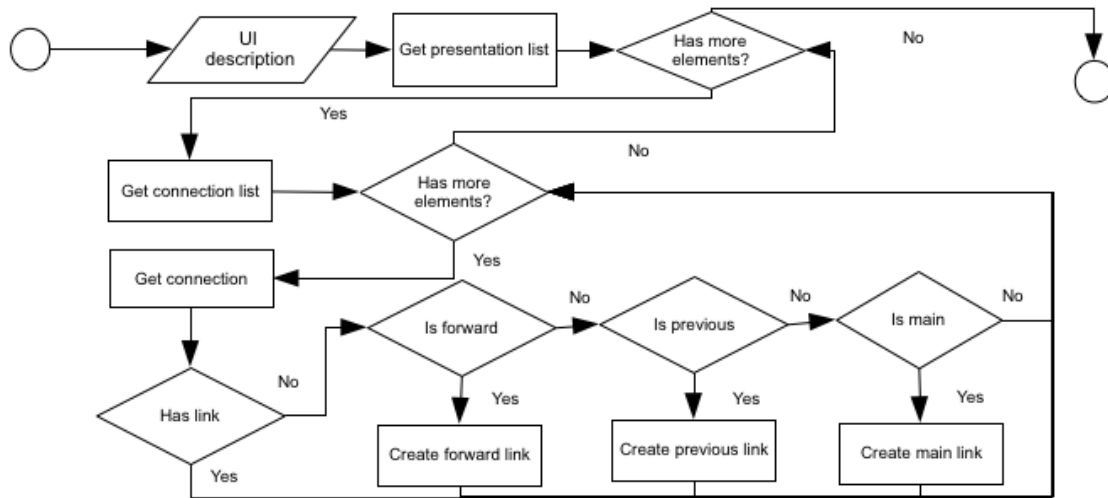 UI
description
Get presentation list
Has more
elements?
No
Yes
No
Get connection list
Has more
elements?
Yes
Get connection
Is forward
No
Is previous
No
Is main
No
Has link
No
Yes
Yes
Yes
Create forward link
Create previous link
Create main link
Yes